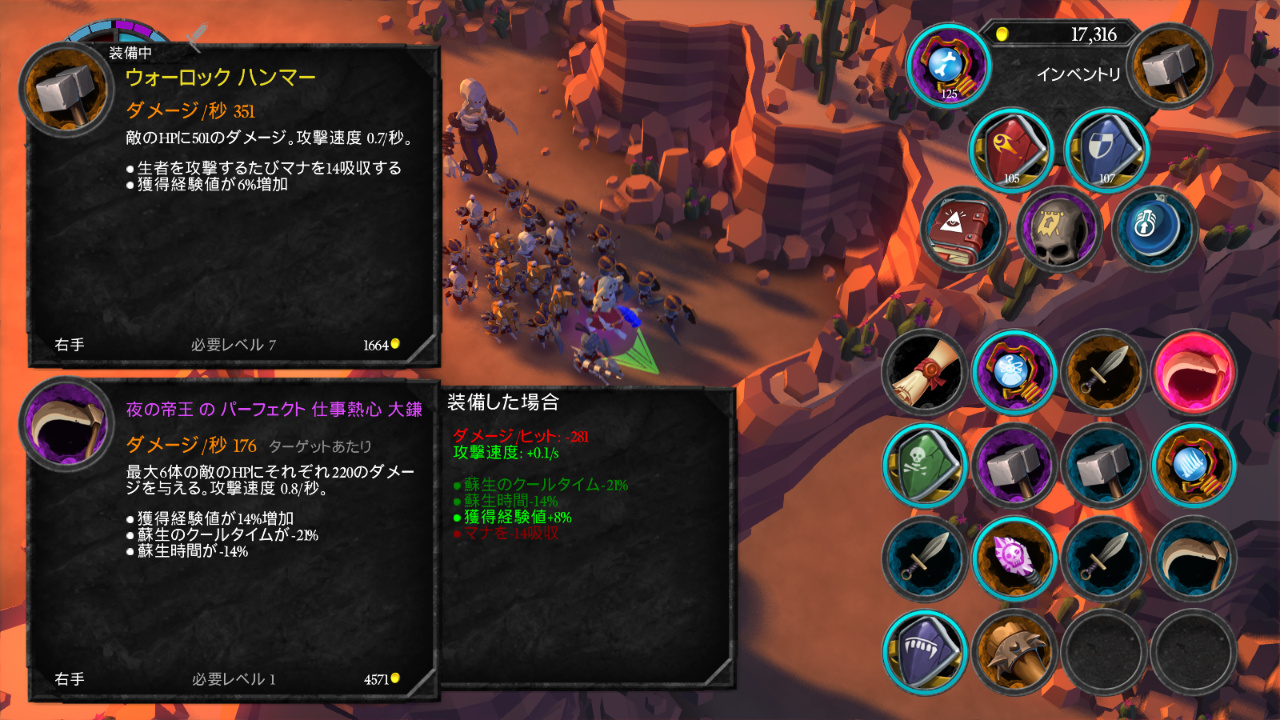 装備中
ウォーロック ハンマー
ダメージ/秒 351
敵のHPに501のダメージ。攻撃速度 0.7/秒。
●生者を攻撃するたびマナを14吸収する
●獲得経験値が6%増加
右手 必要レベル 7 1664
夜の帝王 の パーフェクト 仕事熱心 大鎌
ダメージ/秒 176 ターゲットあたり
最大6体の敵のHPにそれぞれ220のダメー
ジを与える。攻撃速度 0.8/秒。
●獲得経験値が14%増加
●蘇生のクールタイムが-21%
●蘇生時間が-14%
右手 必要レベル 1 4571
装備した場合
ダメージ/ヒット: -281
攻撃速度: +0.1/s
●蘇生のクールタイム-21%
●蘇生時間-14%
●獲得経験値+8%
●マナを-14吸収
17,316
インベントリ
125
105 107